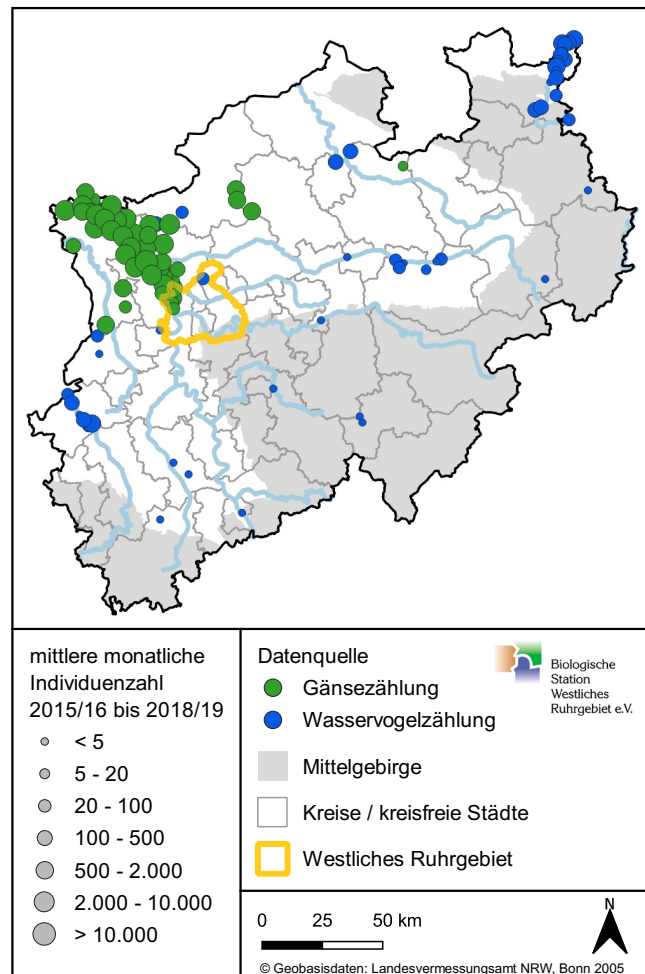 mittlere monatliche
Individuenzahl
2015/16 bis 2018/19
< 5
5 - 20
20 - 100
100 - 500
500 - 2.000
2.000 - 10.000
> 10.000
Datenquelle
Gänsezählung
Wasservogelzählung
Mittelgebirge
Kreise / kreisfreie Städte
Westliches Ruhrgebiet
Biologische
Station
Westliches
Ruhrgebiet e.V.
0 25 50 km
N
© Geobasisdaten: Landesvermessungsamt NRW, Bonn 2005